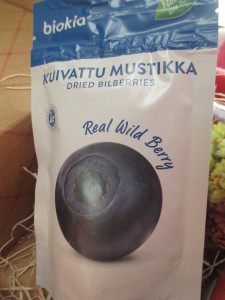 biokia
KUIVATTU MUSTIKKA
DRIED BILBERRIES
Real Wild Berry